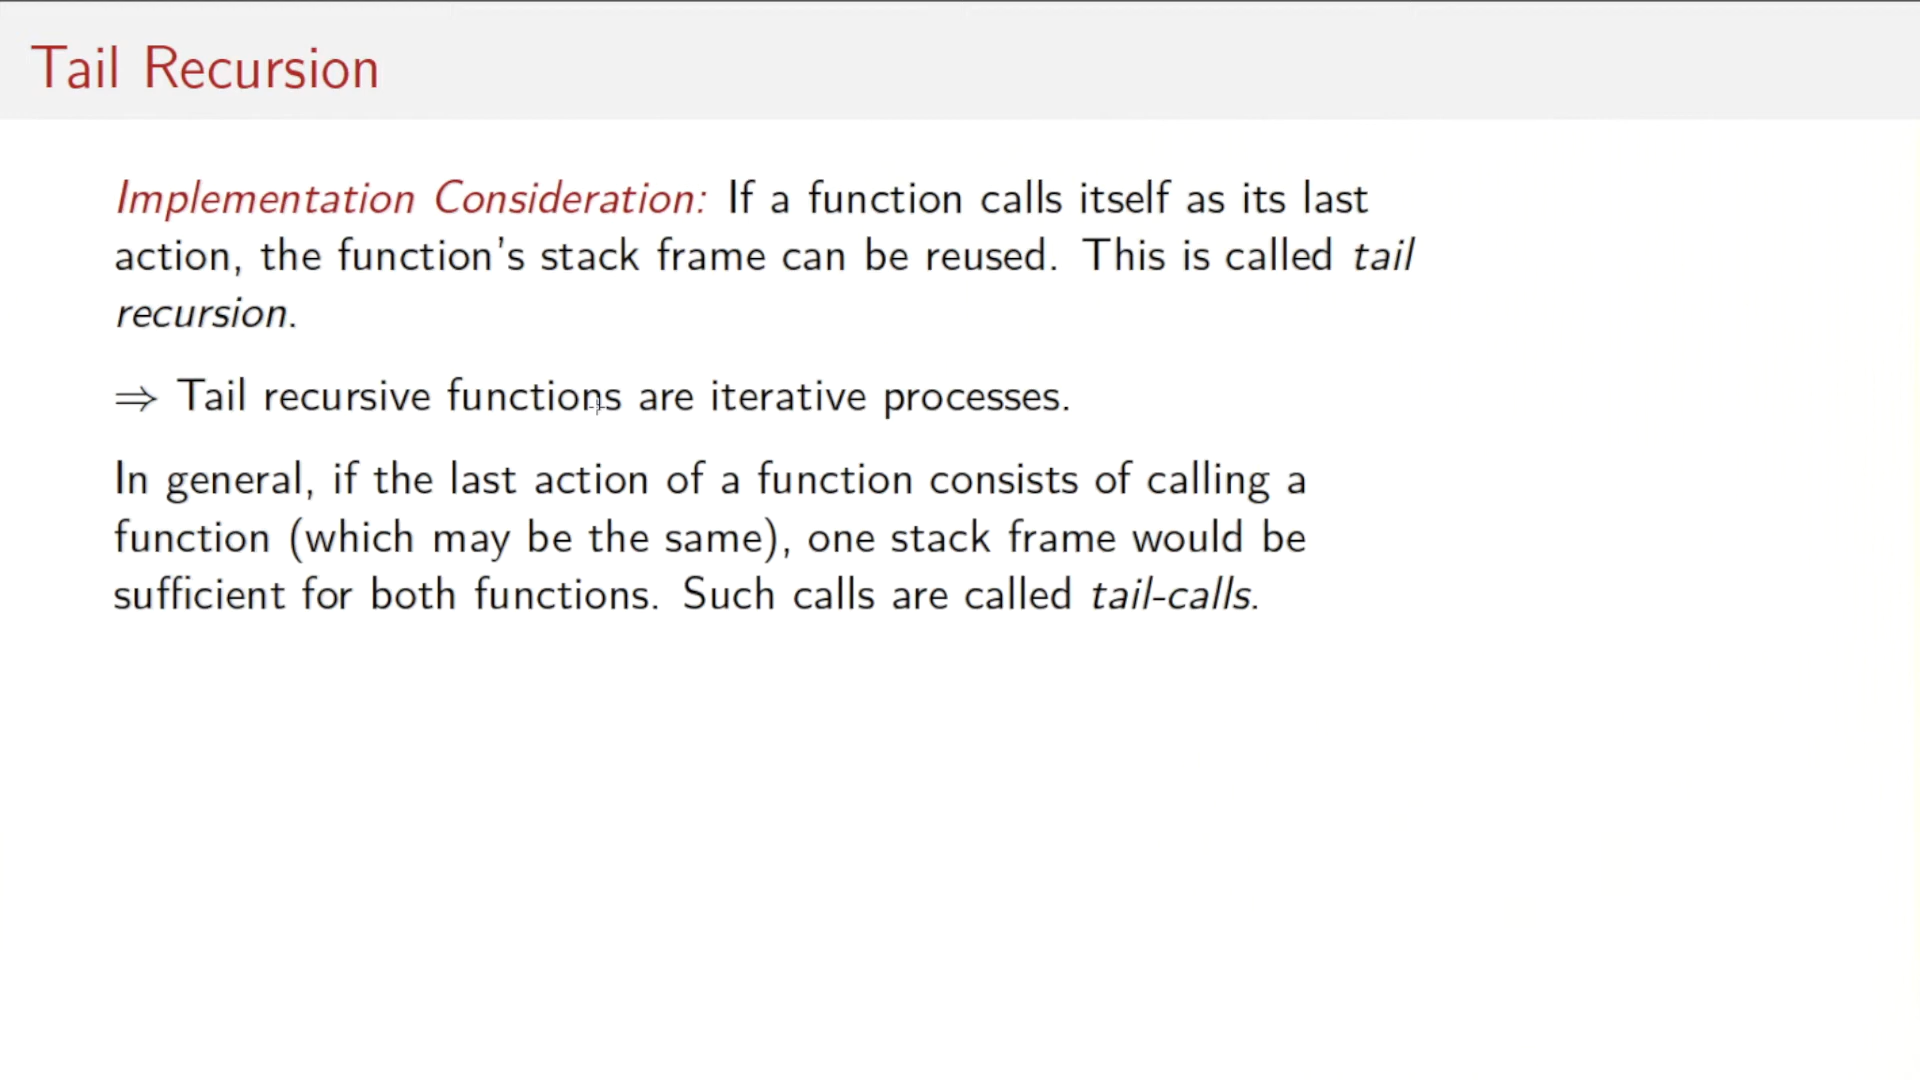 Tail Recursion
Implementation Consideration: If a function calls itself as its last
action, the function's stack frame can be reused. This is called tail
recursion.
⇒ Tail recursive functions are iterative processes.
In general, if the last action of a function consists of calling a
function (which may be the same), one stack frame would be
sufficient for both functions. Such calls are called tail-calls.